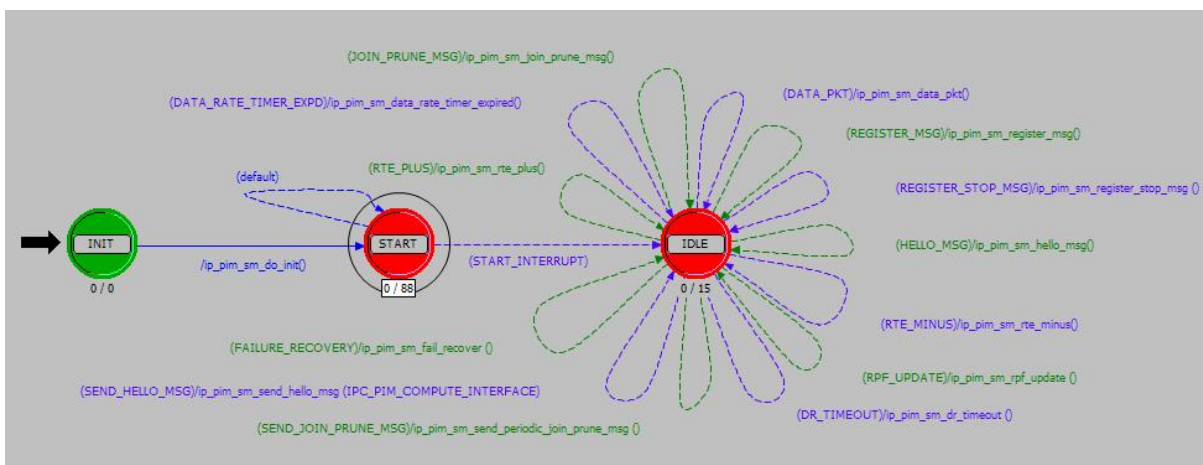 (JOIN_PRUNE_MSG)/ip_pim_sm_join_prune_msg()
(DATA_RATE_TIMER_EXPD)/ip_pim_sm_data_rate_timer_expired()
(DATA_PKT)/ip_pim_sm_data_pkt()
(REGISTER_MSG)/ip_pim_sm_register_msg()
(RTE_PLUS)/ip_pim_sm_rte_plus()
(default)
(REGISTER_STOP_MSG)/ip_pim_sm_register_stop_msg ()
INIT
START
IDLE
(HELLO_MSG)/ip_pim_sm_hello_msg()
/ip_pim_sm_do_init()
(START_INTERRUPT)
0 / 0
0 / 88
0 / 15
(RTE_MINUS)/ip_pim_sm_rte_minus()
(FAILURE_RECOVERY)/ip_pim_sm_fail_recover ()
(RPF_UPDATE)/ip_pim_sm_rpf_update ()
(SEND_HELLO_MSG)/ip_pim_sm_send_hello_msg (IPC_PIM_COMPUTE_INTERFACE)
(DR_TIMEOUT)/ip_pim_sm_dr_timeout ()
(SEND_JOIN_PRUNE_MSG)/ip_pim_sm_send_periodic_join_prune_msg ()